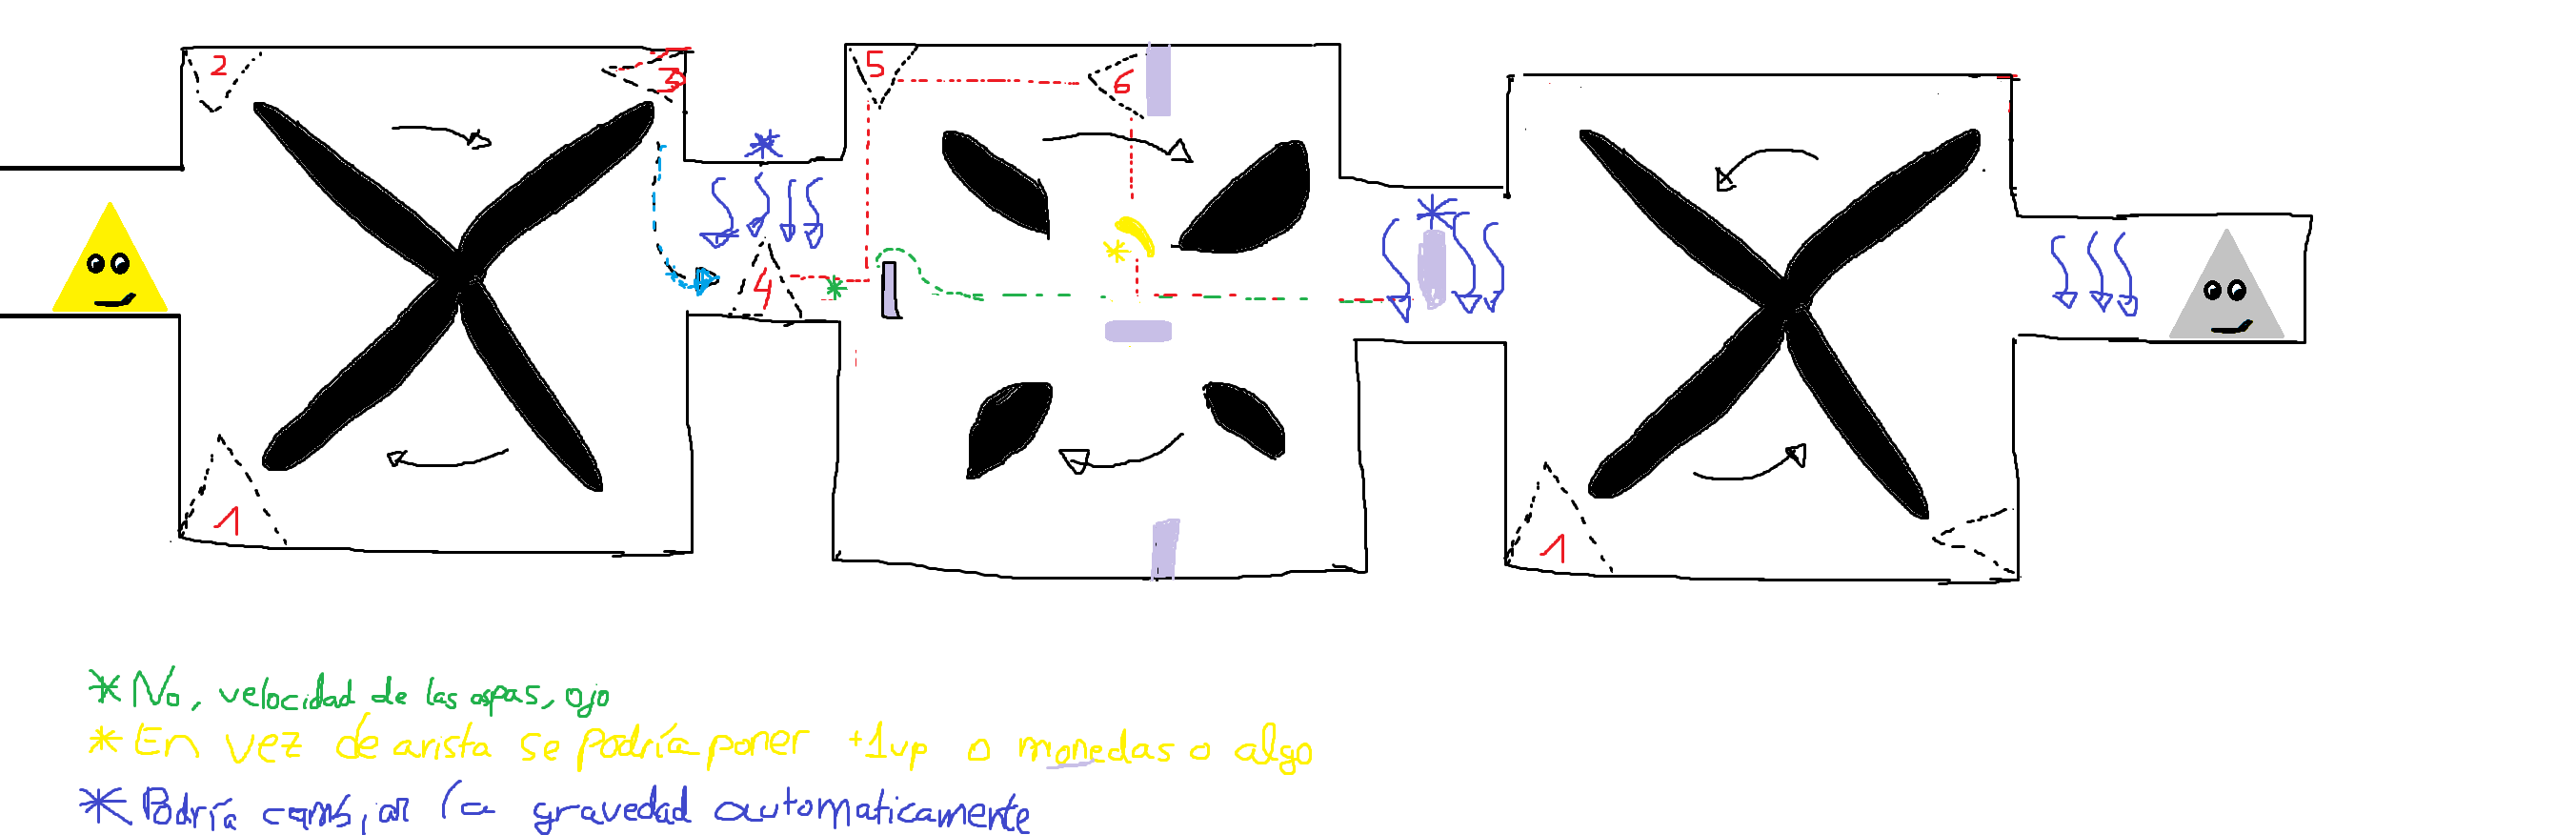 2
3
5
6
4
1
1
* No, velocidad de las aspas, ojo
* En vez de arista se podría poner +1up o monedas o algo
* Podría cambiar la gravedad automaticamente